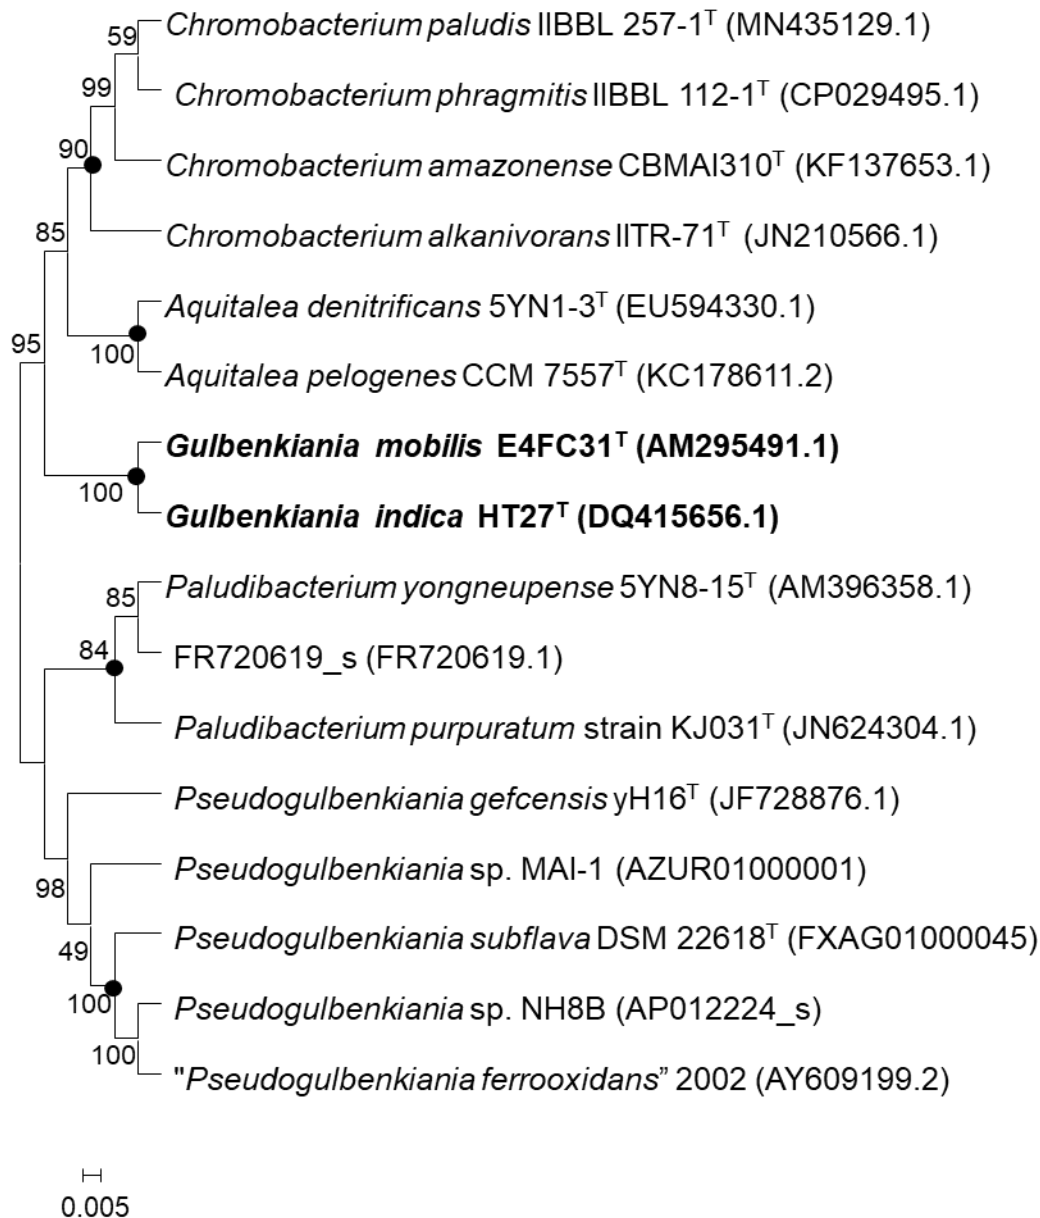 59
Chromobacterium paludis IIBBL 257-1ᵀ (MN435129.1)
99
Chromobacterium phragmitis IIBBL 112-1ᵀ (CP029495.1)
90
Chromobacterium amazonense CBMAI310ᵀ (KF137653.1)
85
Chromobacterium alkanivorans IITR-71ᵀ (JN210566.1)
Aquitalea denitrificans 5YN1-3ᵀ (EU594330.1)
95
100
Aquitalea pelogenes CCM 7557ᵀ (KC178611.2)
Gulbenkiania mobilis E4FC31ᵀ (AM295491.1)
100
Gulbenkiania indica HT27ᵀ (DQ415656.1)
Paludibacterium yongneupense 5YN8-15ᵀ (AM396358.1)
85
84
FR720619_s (FR720619.1)
Paludibacterium purpuratum strain KJ031ᵀ (JN624304.1)
Pseudogulbenkiania gefcensis yH16ᵀ (JF728876.1)
Pseudogulbenkiania sp. MAI-1 (AZUR01000001)
98
Pseudogulbenkiania subflava DSM 22618ᵀ (FXAG01000045)
49
100
Pseudogulbenkiania sp. NH8B (AP012224_s)
100
"Pseudogulbenkiania ferrooxidans” 2002 (AY609199.2)
0.005